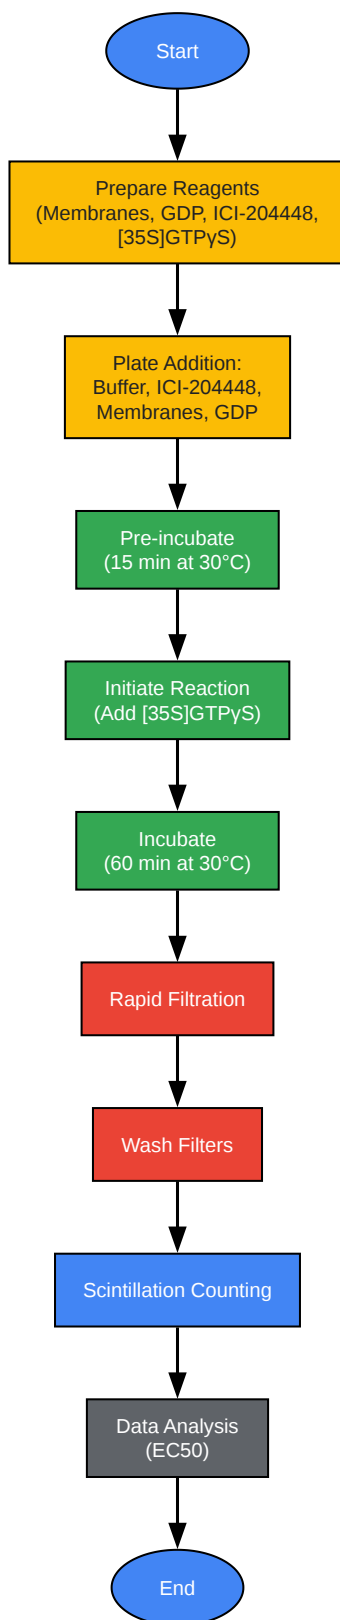 Start
Prepare Reagents
(Membranes, GDP, ICI-204448,
[35S]GTPγS)
Plate Addition:
Buffer, ICI-204448,
Membranes, GDP
Pre-incubate
(15 min at 30°C)
Initiate Reaction
(Add [35S]GTPγS)
Incubate
(60 min at 30°C)
Rapid Filtration
Wash Filters
Scintillation Counting
Data Analysis
(EC50)
End